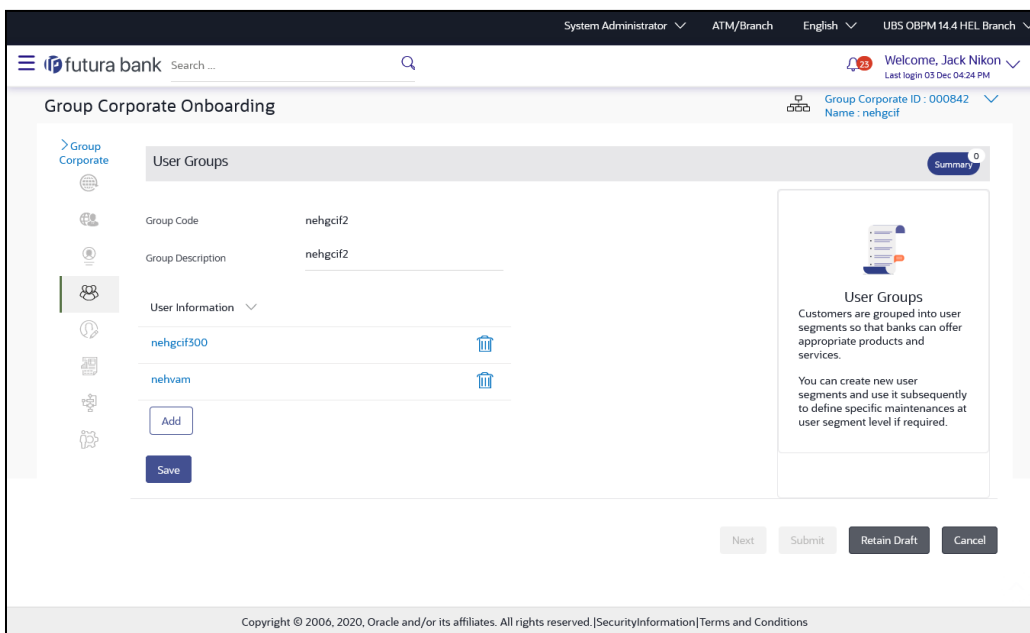 System Administrator ATM/Branch English UBS OBPM 14.4 HEL Branch
futura bank Search ... 23 Welcome, Jack Nikon
Last login 03 Dec 04:24 PM
Group Corporate Onboarding
Group Corporate ID : 000842
Name : nehgcif
Group
Corporate
User Groups
Summary 0
Group Code nehgcif2
Group Description nehgcif2
User Information
nehgcif300
nehvam
Add
Save
User Groups
Customers are grouped into user
segments so that banks can offer
appropriate products and
services.
You can create new user
segments and use it subsequently
to define specific maintenances at
user segment level if required.
Next Submit Retain Draft Cancel
Copyright © 2006, 2020, Oracle and/or its affiliates. All rights reserved.|SecurityInformation|Terms and Conditions